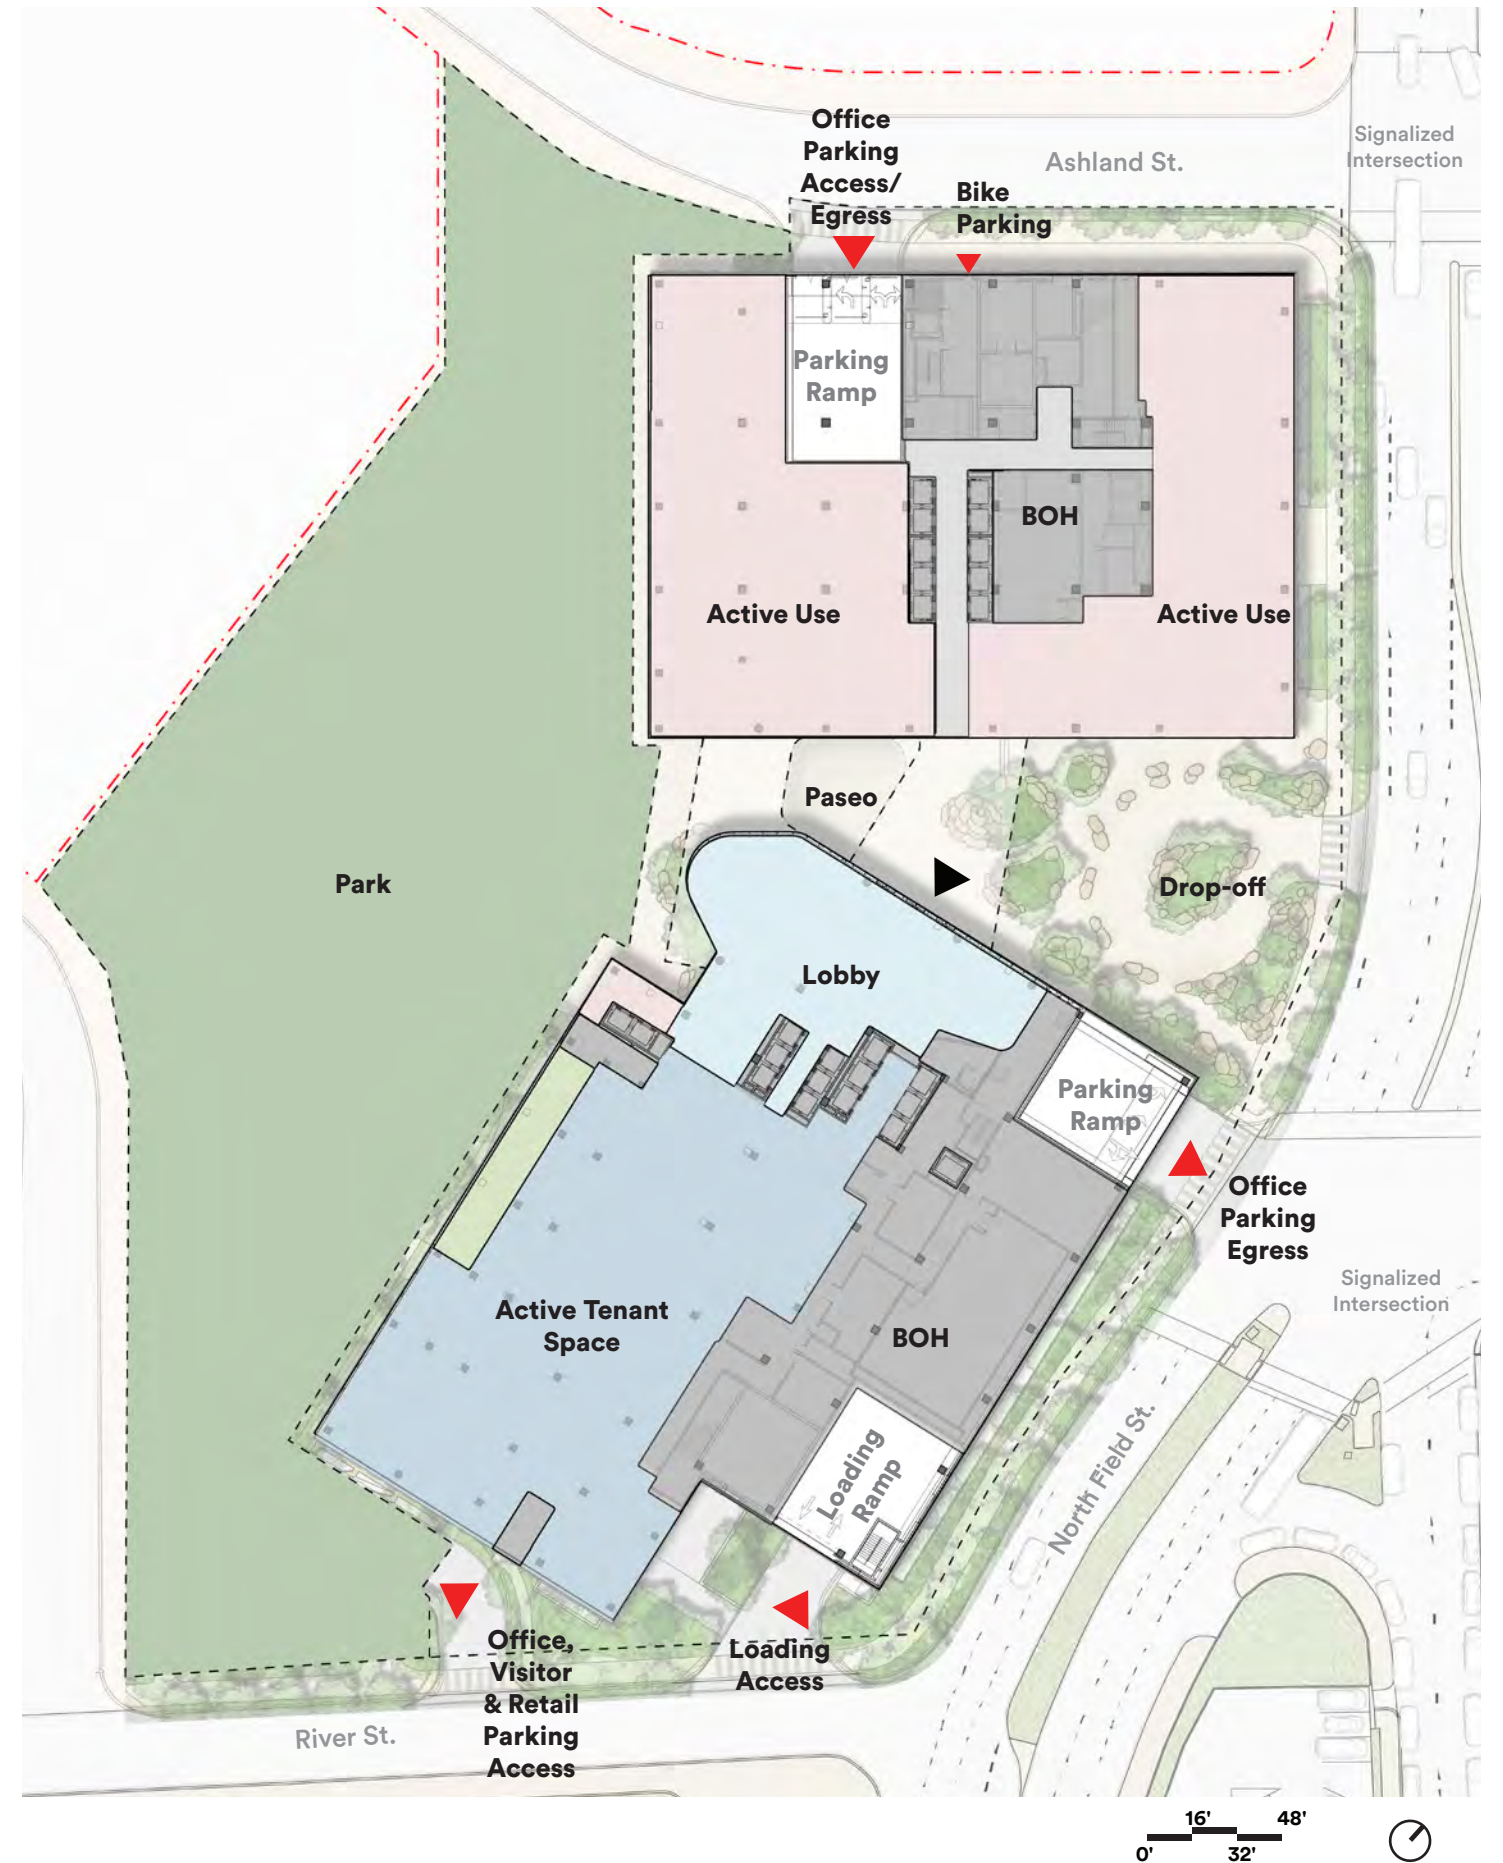 Office
Parking
Access/
Egress
Bike
Parking
Ashland St.
Signalized
Intersection
Parking
Ramp
BOH
Active Use
Active Use
Paseo
Park
Drop-off
Lobby
Parking
Ramp
Office
Parking
Egress
Signalized
Intersection
Active Tenant
Space
BOH
Loading
Ramp
North Field St.
Office,
Visitor
& Retail
Parking
Access
Loading
Access
River St.
16' 48'
0' 32'